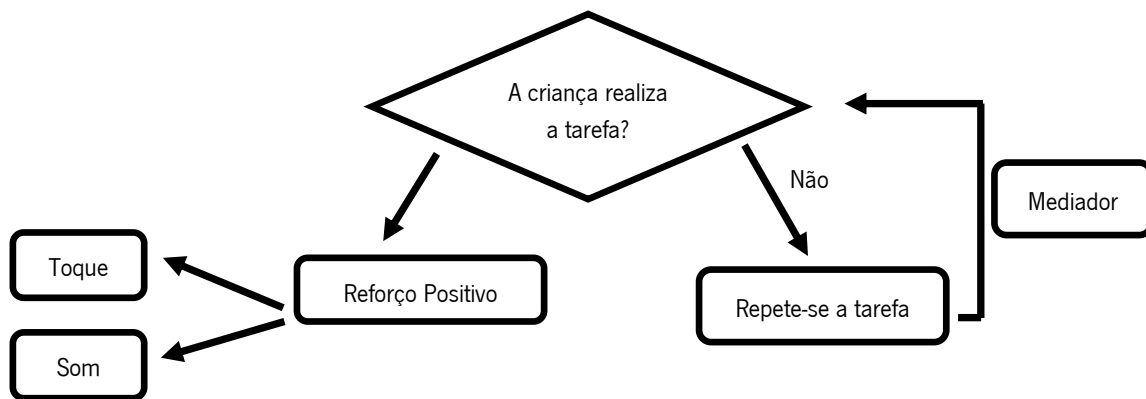 A criança realiza
a tarefa?
Não
Mediador
Toque
Reforço Positivo
Repete-se a tarefa
Som